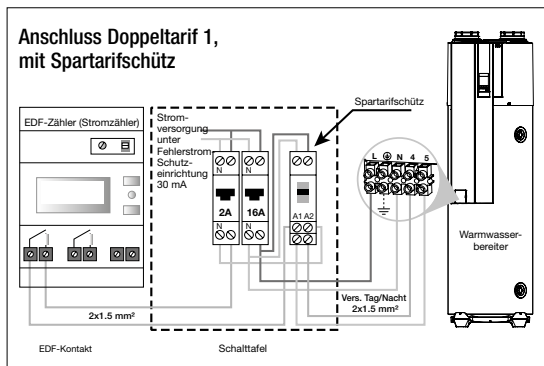 Anschluss Doppeltarif 1,
mit Spartarifschütz
Spartarifschütz
EDF-Zähler (Stromzähler)
Strom-
versorgung
unter
Fehlerstrom-
Schutz-
einrichtung
30 mA
N
N
2A
16A
N
N
A1 A2
L N 4 5
Warmwasser-
bereiter
2x1.5 mm²
Vers. Tag/Nacht
2x1.5 mm²
EDF-Kontakt
Schalttafel